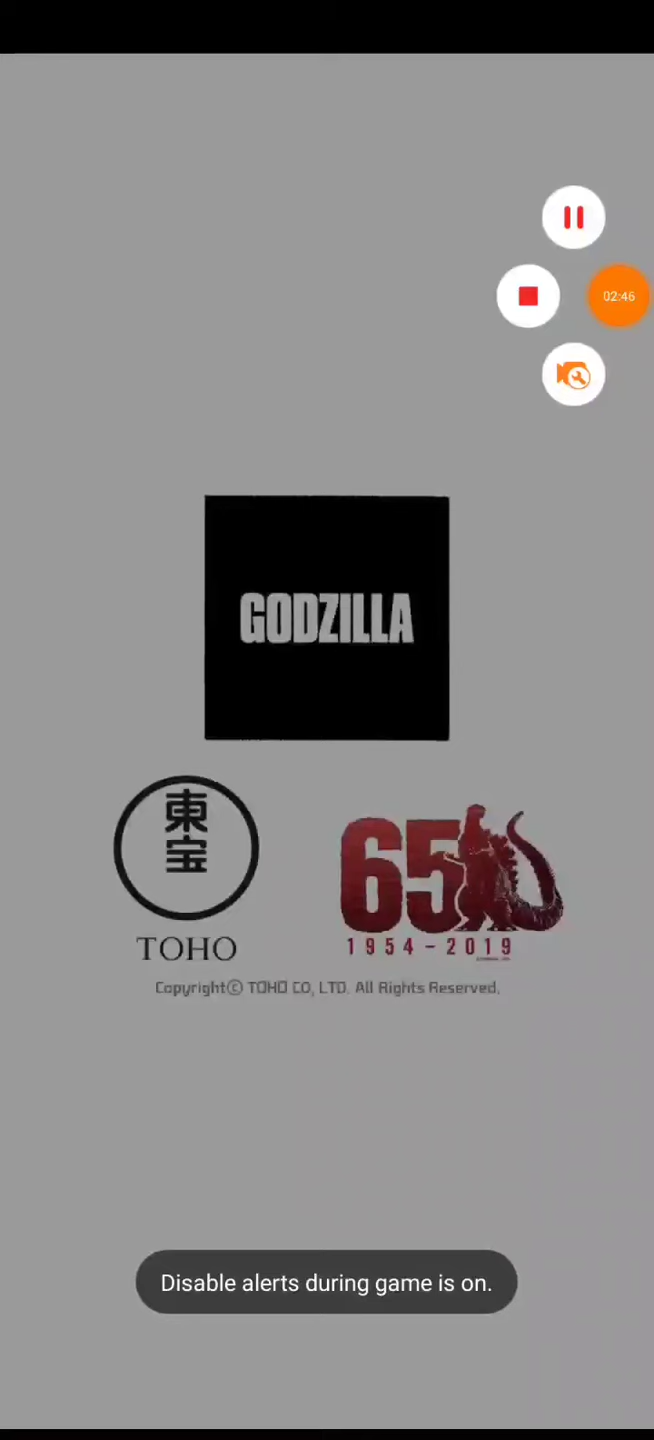 02:46
GODZILLA
東宝
TOHO
65
1954-2019
Copyright© TOHO CO, LTD. All Rights Reserved.
Disable alerts during game is on.